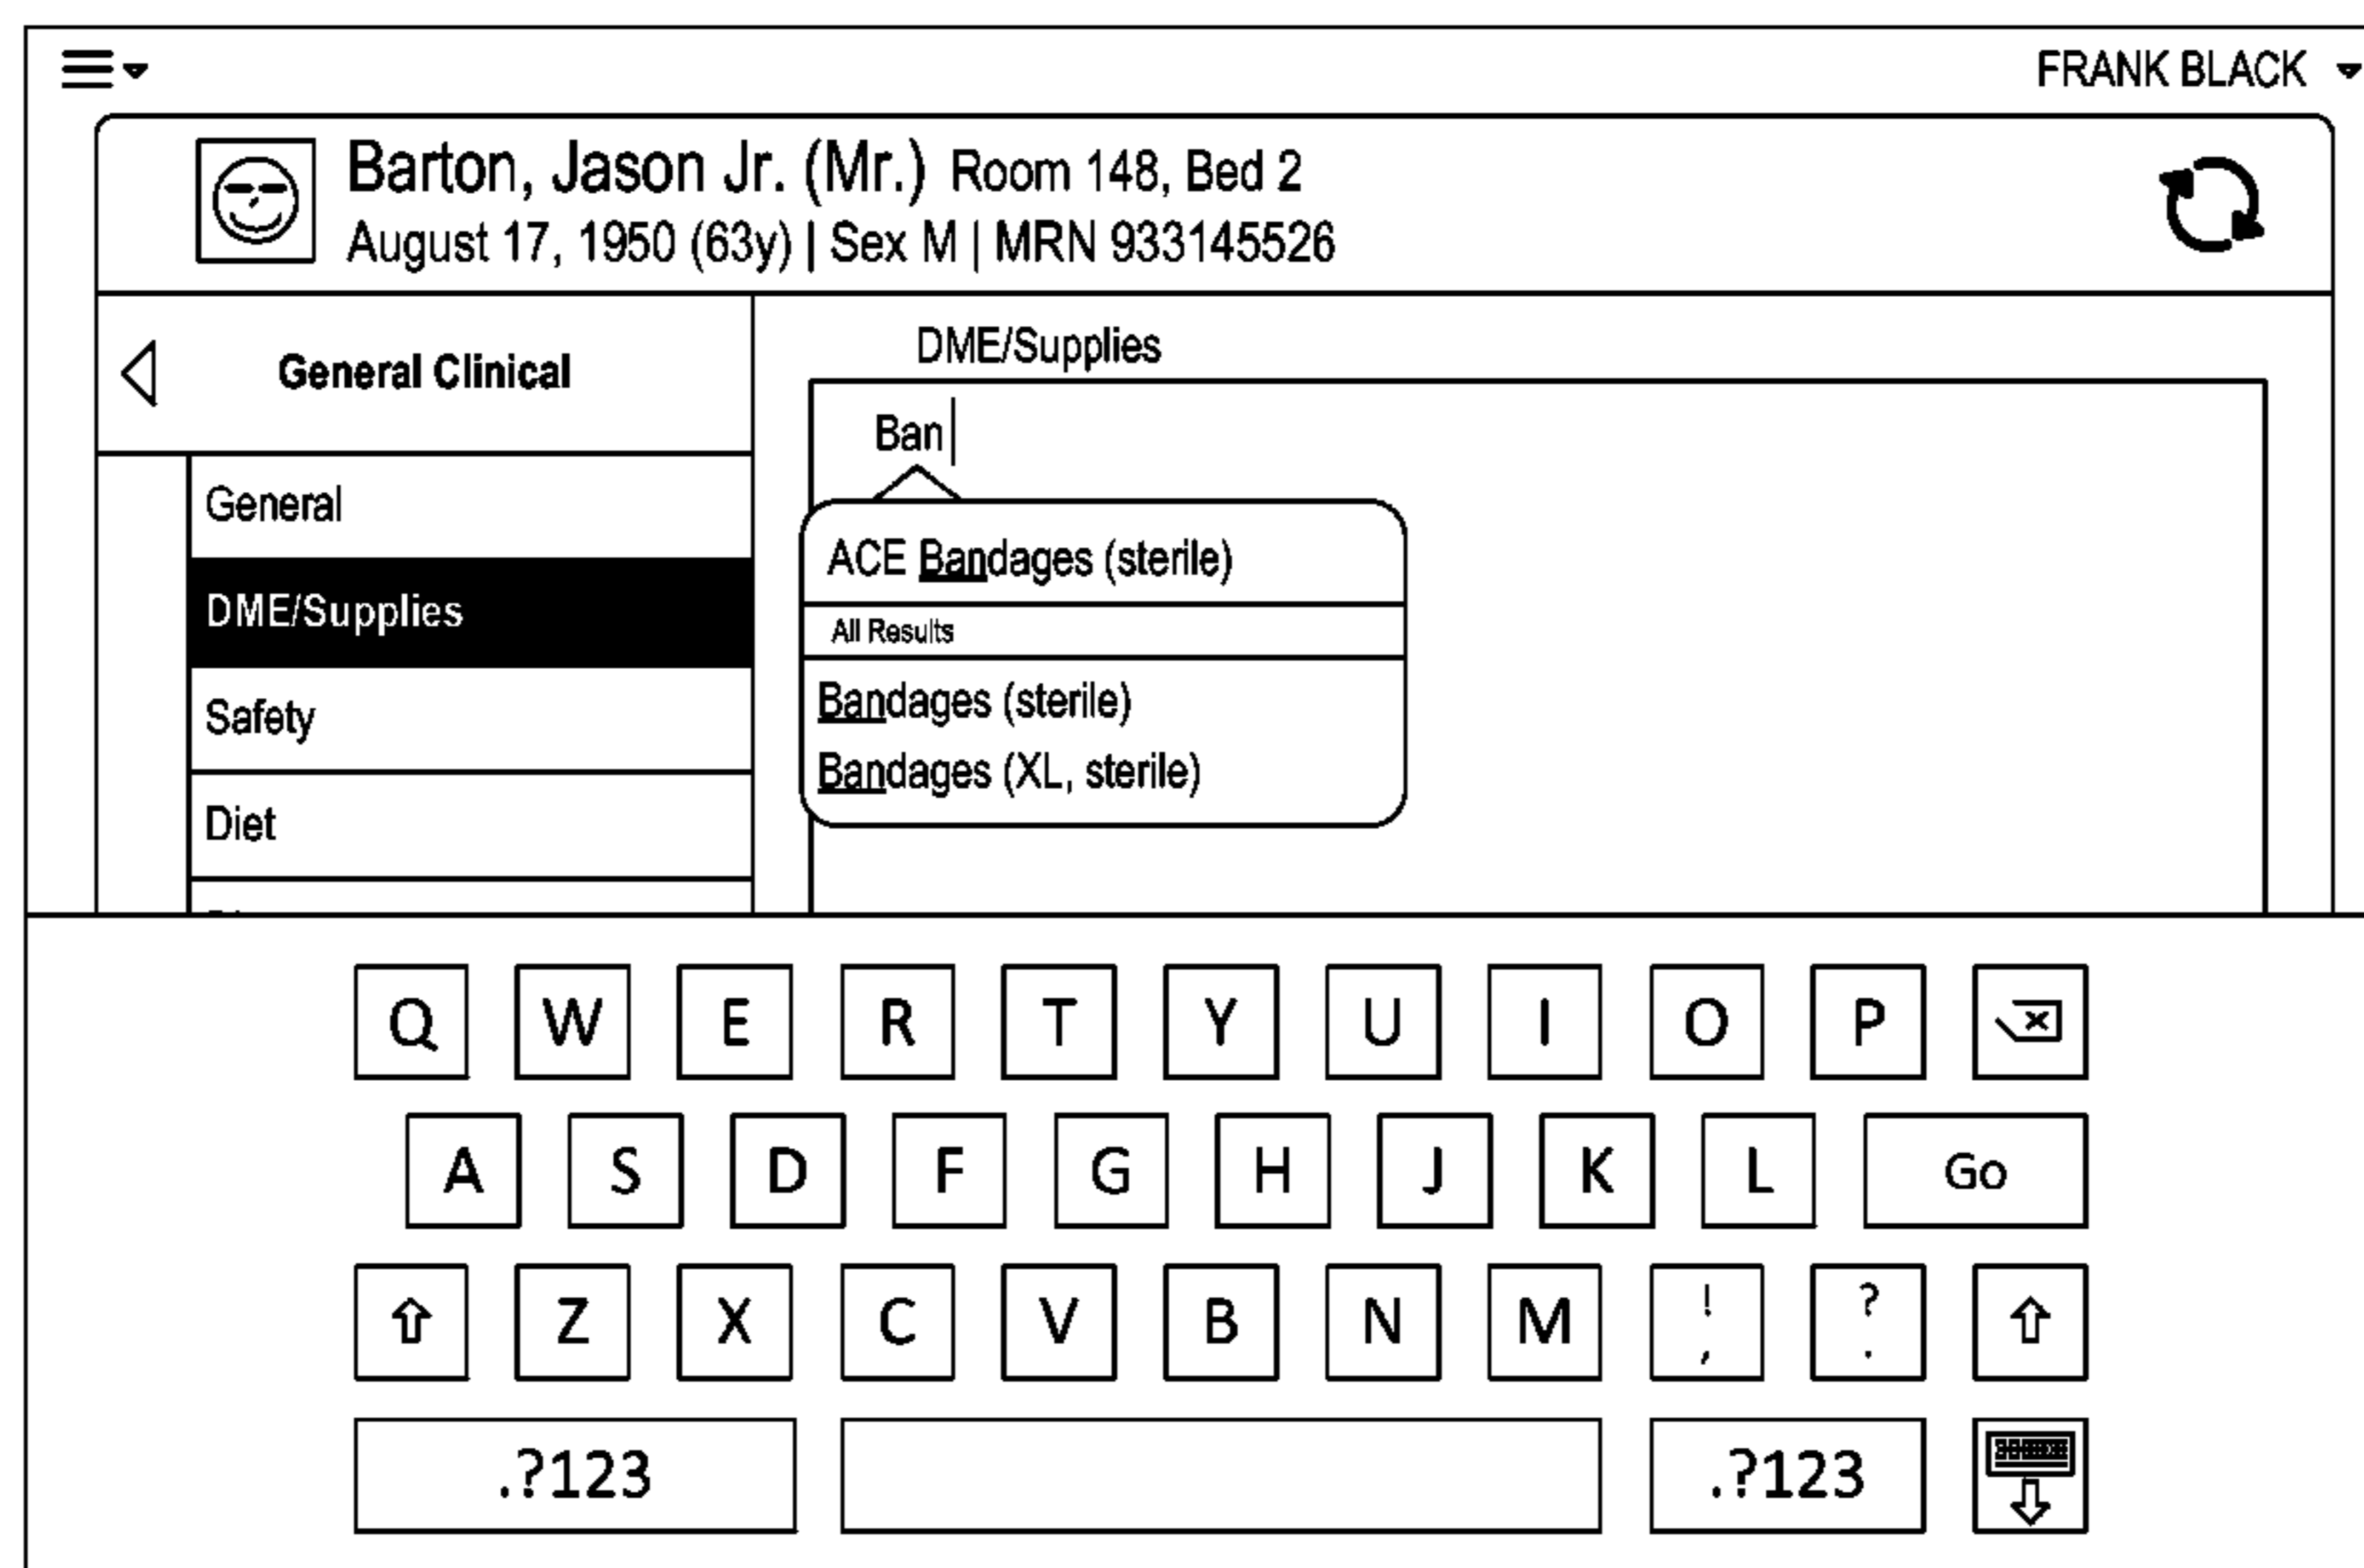 FRANK BLACK
Barton, Jason Jr. (Mr.) Room 148, Bed 2
August 17, 1950 (63y) | Sex M | MRN 933145526
General Clinical
General
DME/Supplies
Safety
Diet
DME/Supplies
Ban
ACE Bandages (sterile)
All Results
Bandages (sterile)
Bandages (XL, sterile)
Q W E R T Y U I O P
A S D F G H J K L Go
Z X C V B N M ! , ? .
.?123 .?123